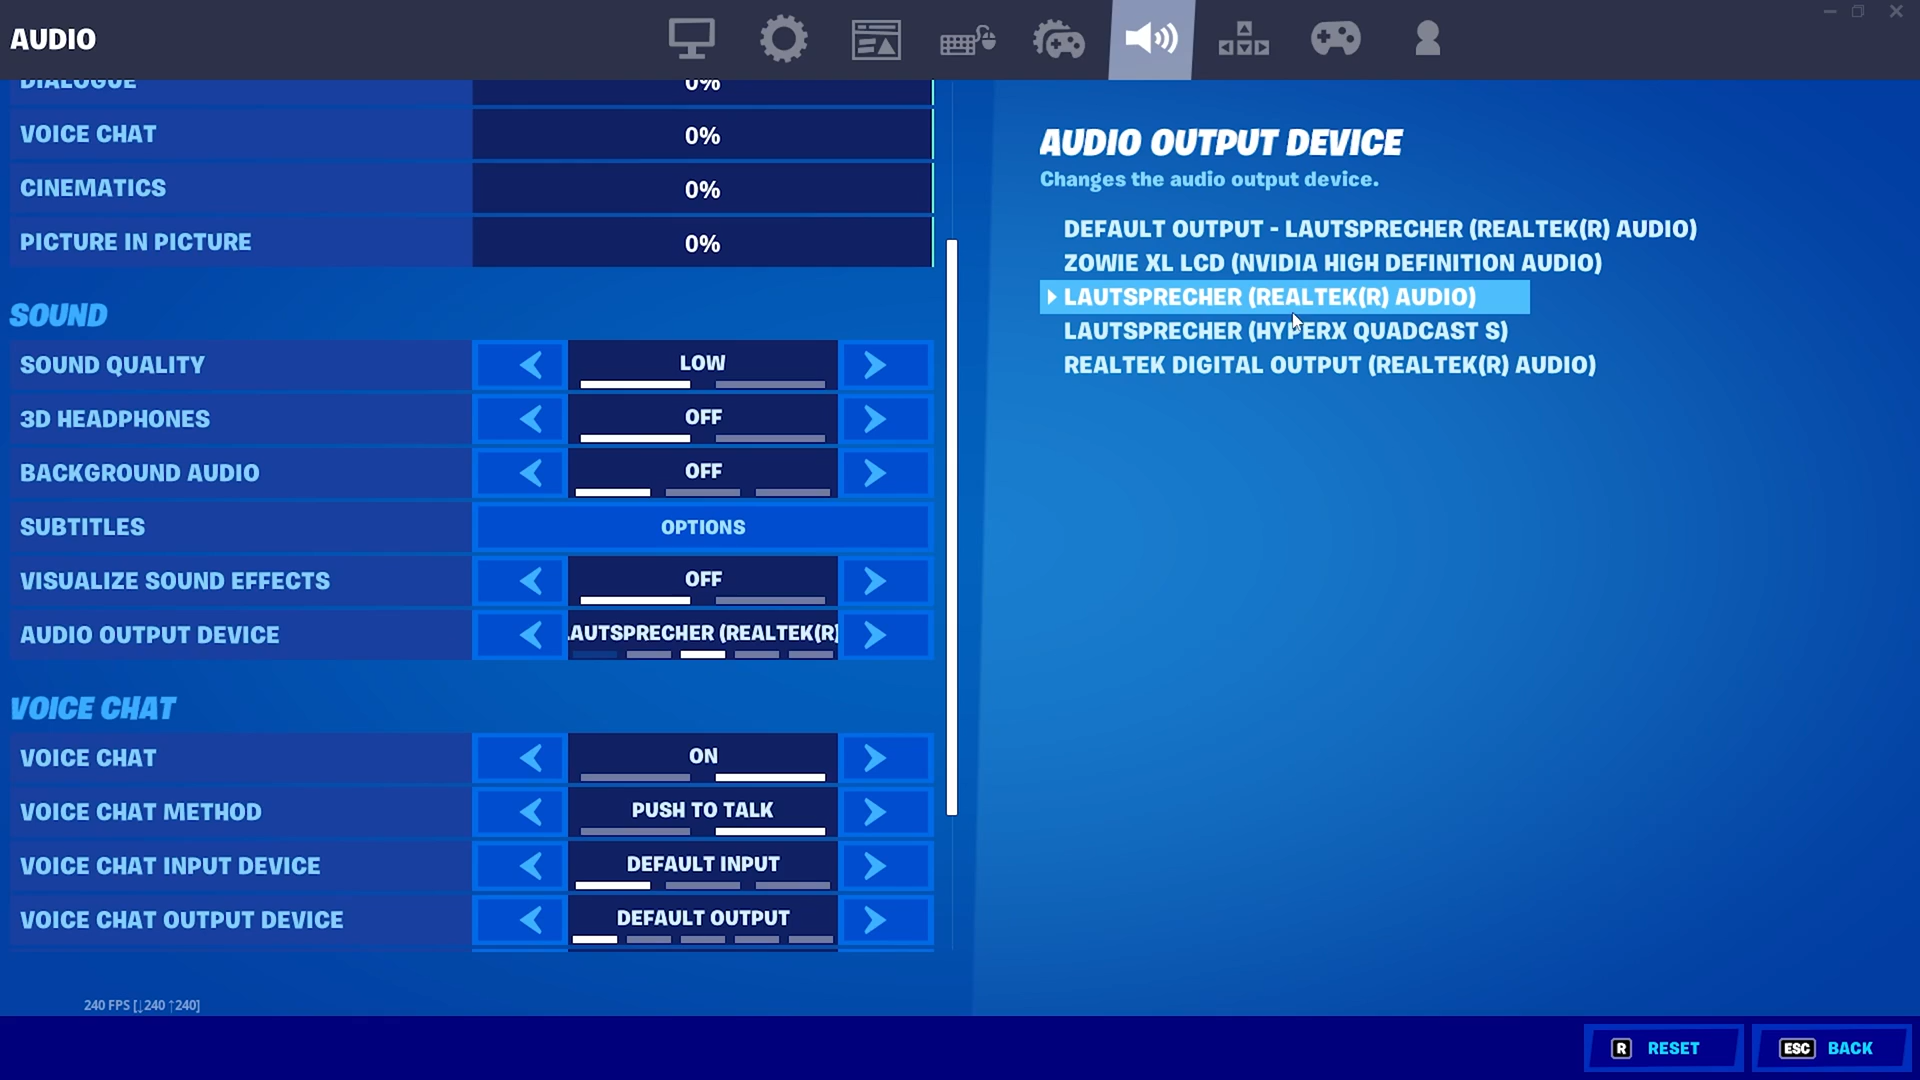 AUDIO
DIALOGUE 0%
VOICE CHAT 0%
CINEMATICS 0%
PICTURE IN PICTURE 0%
SOUND
SOUND QUALITY LOW
3D HEADPHONES OFF
BACKGROUND AUDIO OFF
SUBTITLES OPTIONS
VISUALIZE SOUND EFFECTS OFF
AUDIO OUTPUT DEVICE LAUTSPRECHER (REALTEK(R)
VOICE CHAT
VOICE CHAT ON
VOICE CHAT METHOD PUSH TO TALK
VOICE CHAT INPUT DEVICE DEFAULT INPUT
VOICE CHAT OUTPUT DEVICE DEFAULT OUTPUT
240 FPS [↓240 ↑240]
AUDIO OUTPUT DEVICE
Changes the audio output device.
DEFAULT OUTPUT - LAUTSPRECHER (REALTEK(R) AUDIO)
ZOWIE XL LCD (NVIDIA HIGH DEFINITION AUDIO)
LAUTSPRECHER (REALTEK(R) AUDIO)
LAUTSPRECHER (HYPERX QUADCAST S)
REALTEK DIGITAL OUTPUT (REALTEK(R) AUDIO)
R RESET
ESC BACK